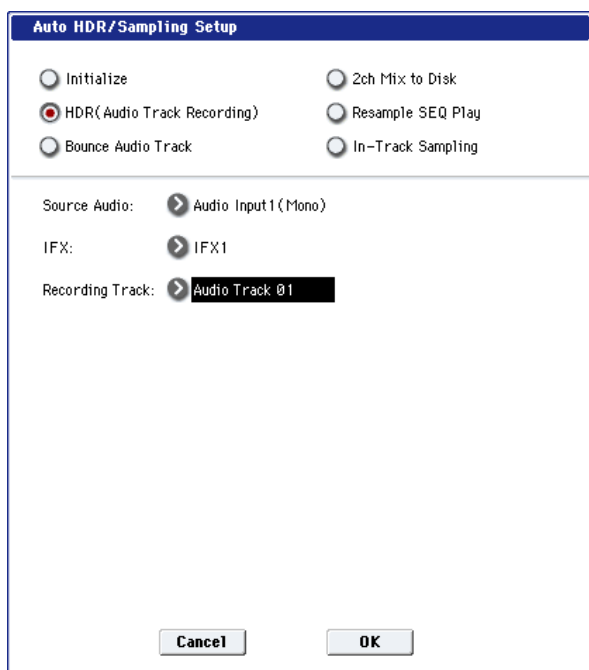 Auto HDR/Sampling Setup
Initialize
2ch Mix to Disk
HDR(Audio Track Recording)
Resample SEQ Play
Bounce Audio Track
In-Track Sampling
Source Audio: Audio Input1(Mono)
IFX: IFX1
Recording Track: Audio Track 01
Cancel
OK